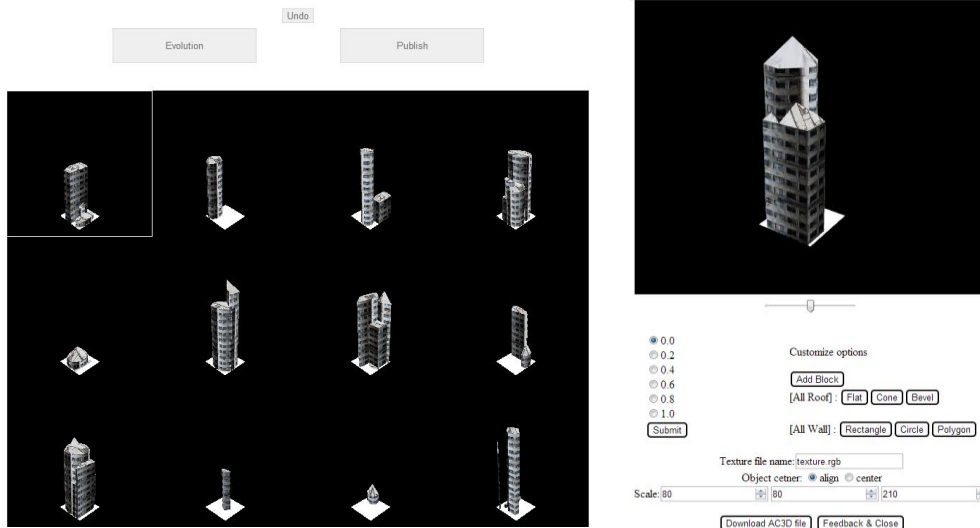 Undo
Evolution
Publish
0.0
0.2
0.4
0.6
0.8
1.0
Submit
Customize options
Add Block
[All Roof] : Flat Cone Bevel
[All Wall] : Rectangle Circle Polygon
Texture file name: texture.rgb
Object cetner: align center
Scale: 80 80 210
Download AC3D file Feedback & Close